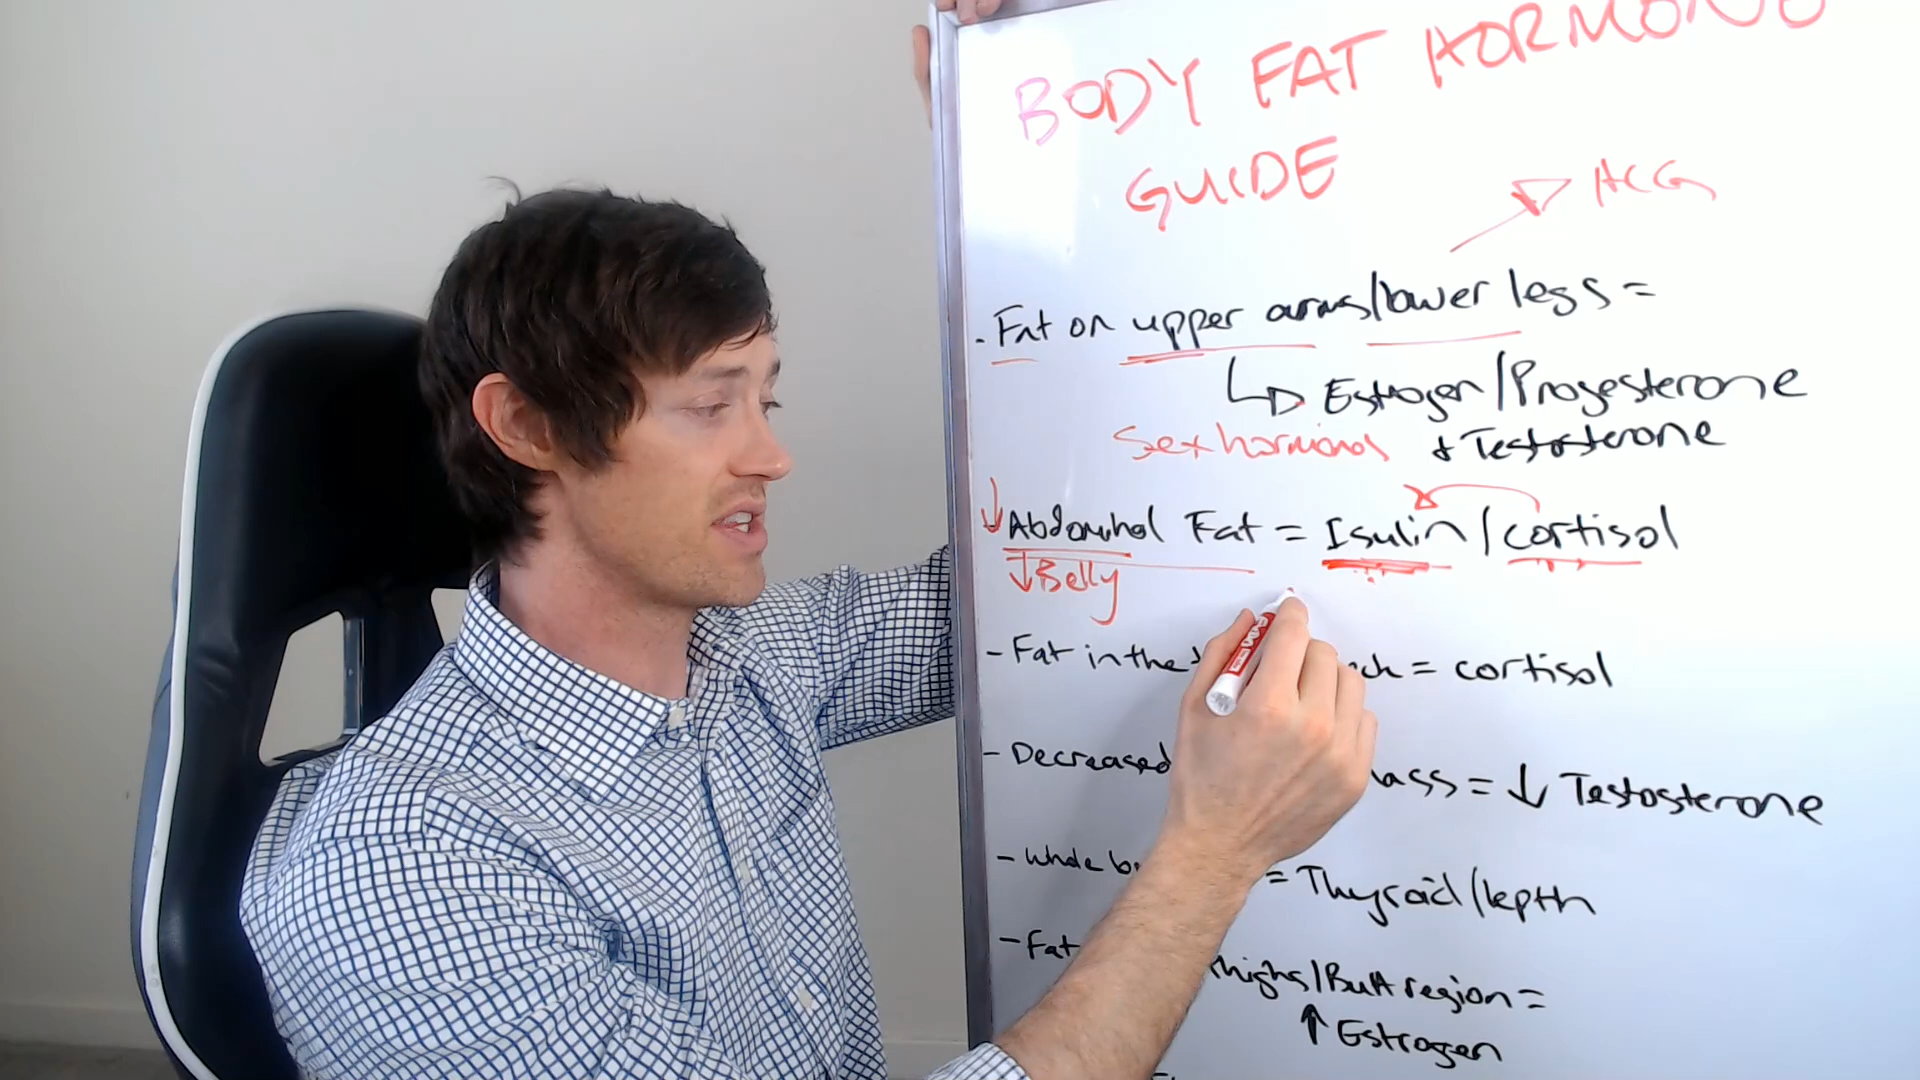 BODY FAT HORMONE
GUIDE
HCG
. Fat on upper arms/lower legs =
Estrogen/Progesterone
Sex hormones + Testosterone
↓ Abdominal Fat = Isulin/cortisol
↓ Belly
- Fat in the = cortisol
- Decreased = ↓ Testosterone
- Whole = Thyroid/leptin
- Fat thighs/Butt region =
↑ Estrogen